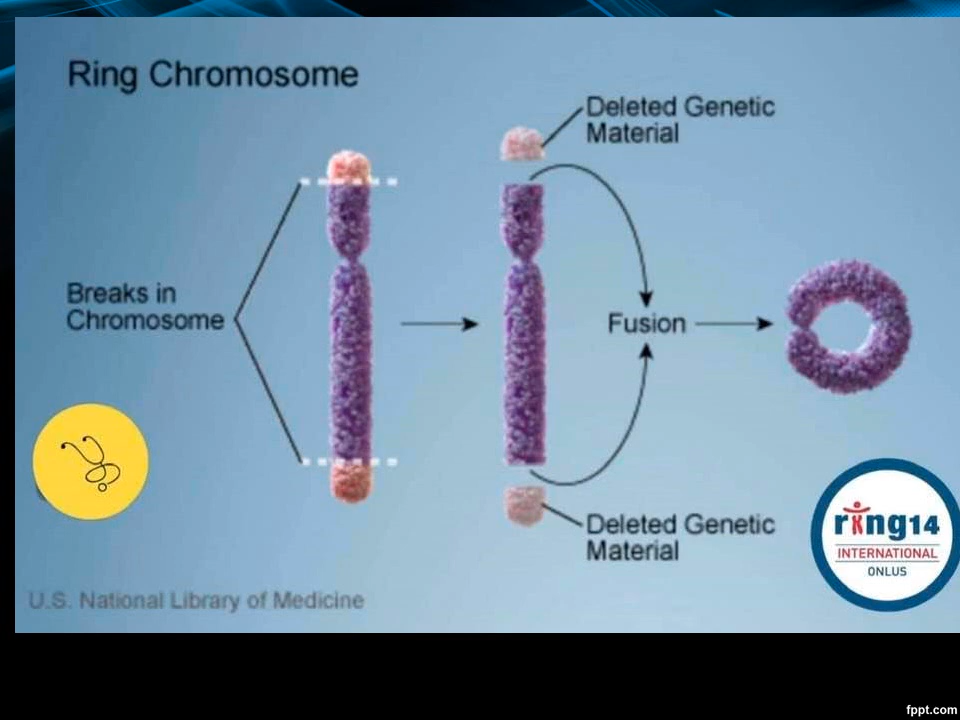 Ring Chromosome
Deleted Genetic
Material
Breaks in
Chromosome
Fusion
Deleted Genetic
Material
ring14
INTERNATIONAL
ONLUS
U.S. National Library of Medicine
fppt.com